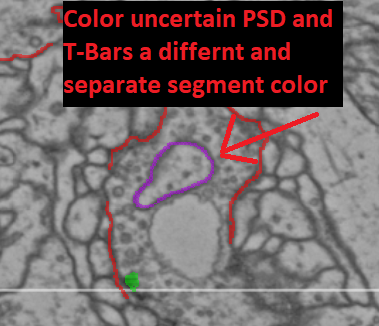 Color uncertain PSD and
T-Bars a differnt and
separate segment color